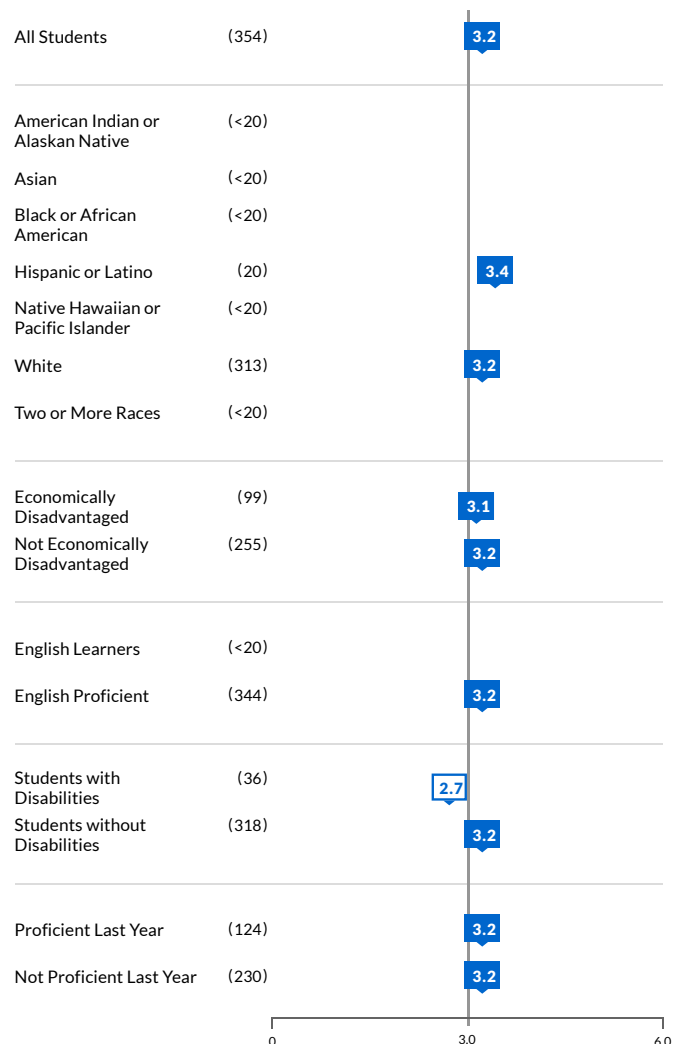 All Students (354) 3.2
American Indian or (<20)
Alaskan Native
Asian (<20)
Black or African (<20)
American
Hispanic or Latino (20) 3.4
Native Hawaiian or (<20)
Pacific Islander
White (313) 3.2
Two or More Races (<20)
Economically (99) 3.1
Disadvantaged
Not Economically (255) 3.2
Disadvantaged
English Learners (<20)
English Proficient (344) 3.2
Students with (36) 2.7
Disabilities
Students without (318) 3.2
Disabilities
Proficient Last Year (124) 3.2
Not Proficient Last Year (230) 3.2
0 3.0 6.0